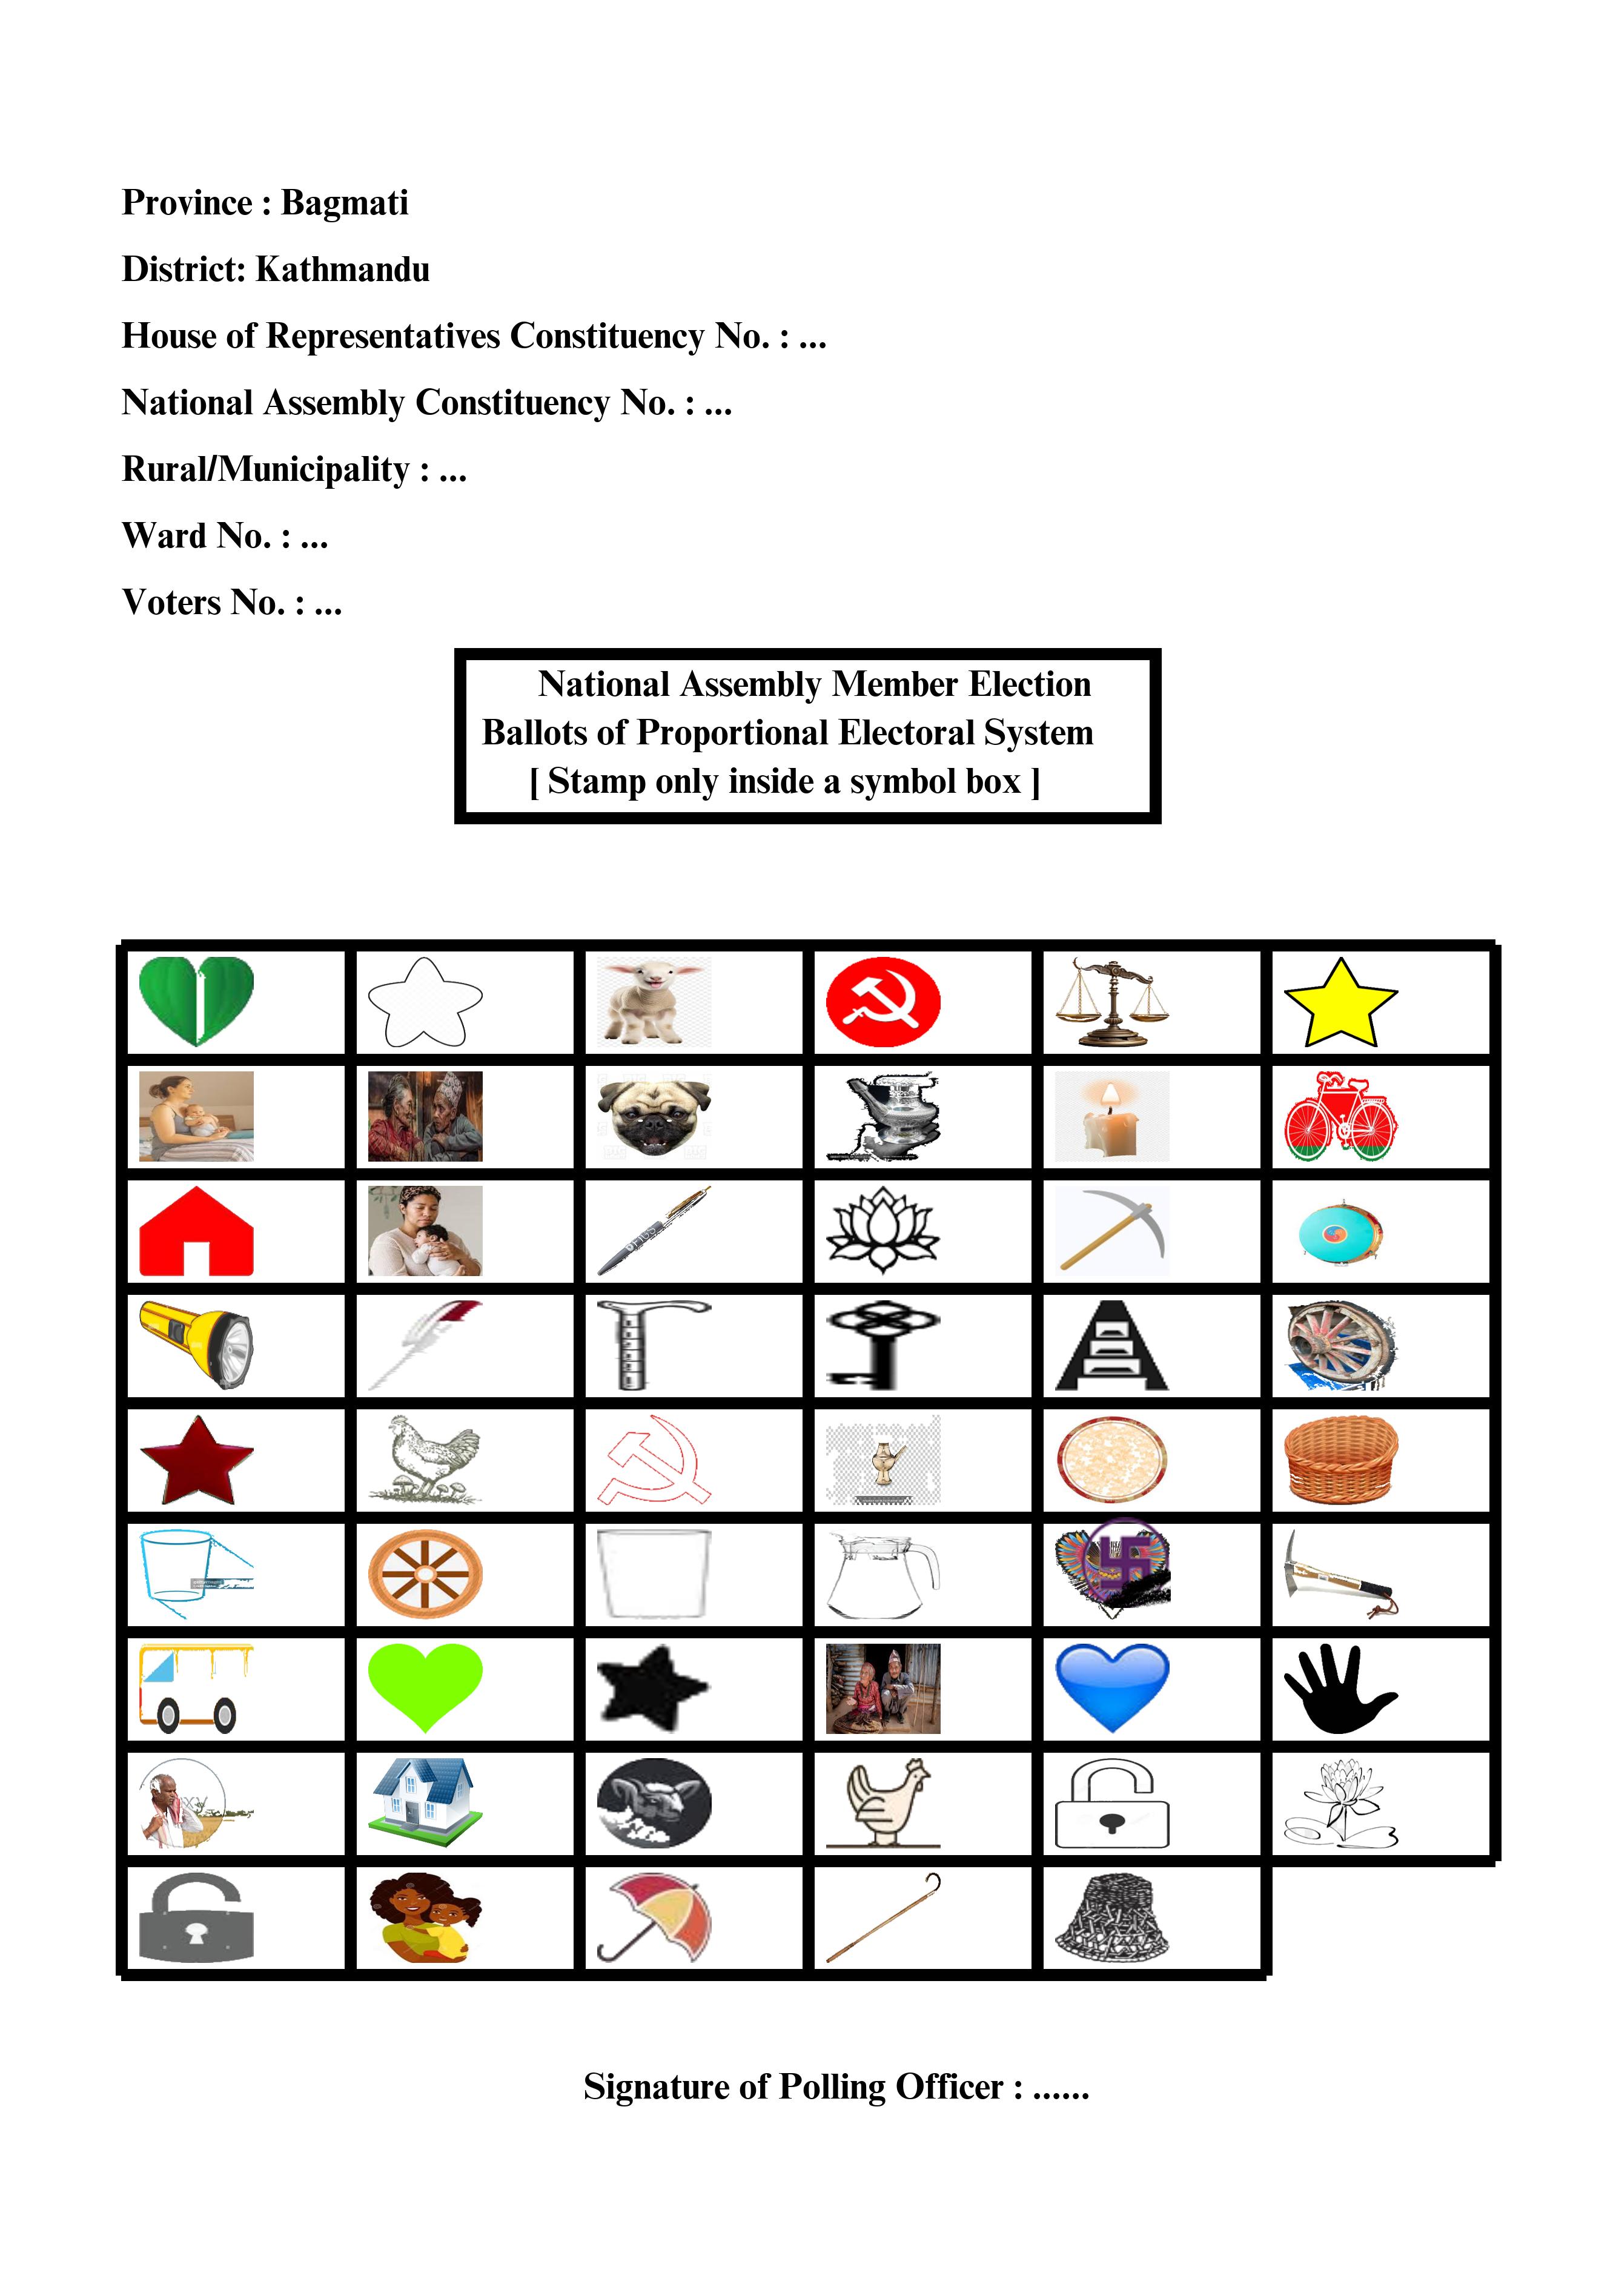 Province : Bagmati
District: Kathmandu
House of Representatives Constituency No. : ...
National Assembly Constituency No. : ...
Rural/Municipality : ...
Ward No. : ...
Voters No. : ...
National Assembly Member Election
Ballots of Proportional Electoral System
[ Stamp only inside a symbol box ]
Signature of Polling Officer : ......